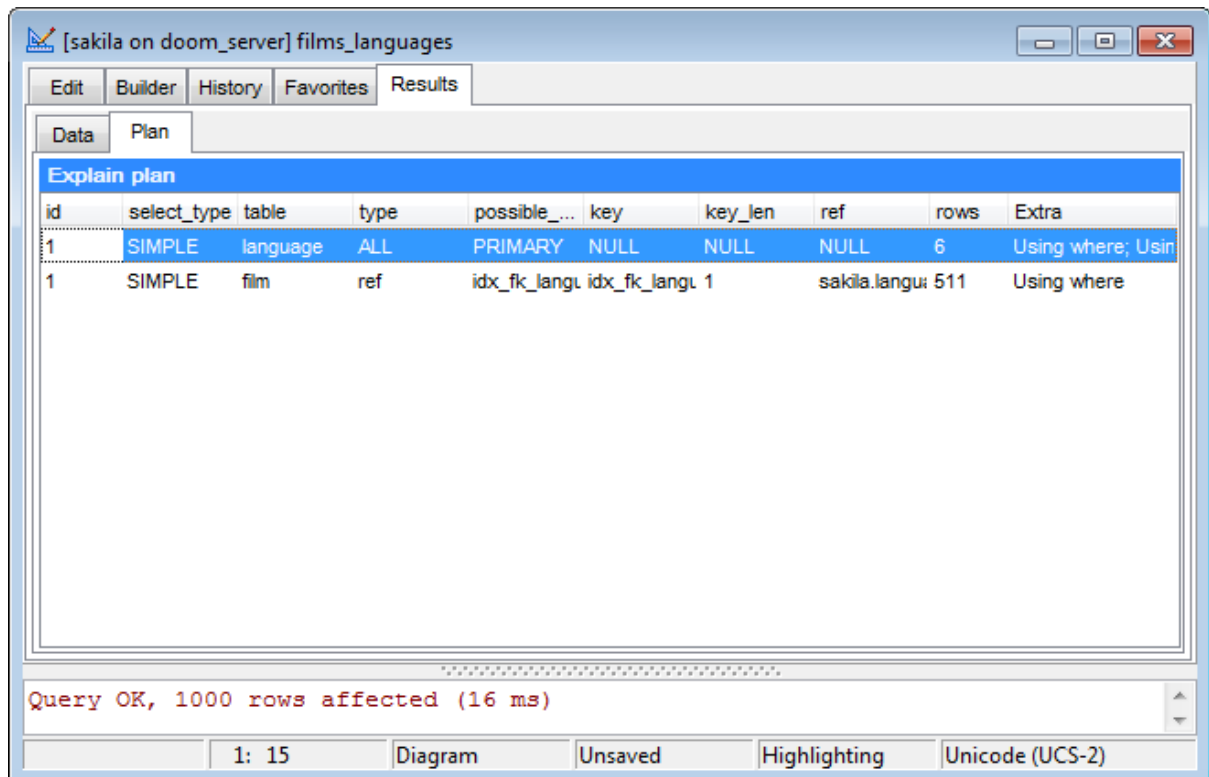 [sakila on doom_server] films_languages
Edit Builder History Favorites Results
Data Plan
Explain plan
id select_type table type possible_... key key_len ref rows Extra
1 SIMPLE language ALL PRIMARY NULL NULL NULL 6 Using where; Usin
1 SIMPLE film ref idx_fk_langu idx_fk_langu 1 sakila.langua 511 Using where
Query OK, 1000 rows affected (16 ms)
1: 15 Diagram Unsaved Highlighting Unicode (UCS-2)